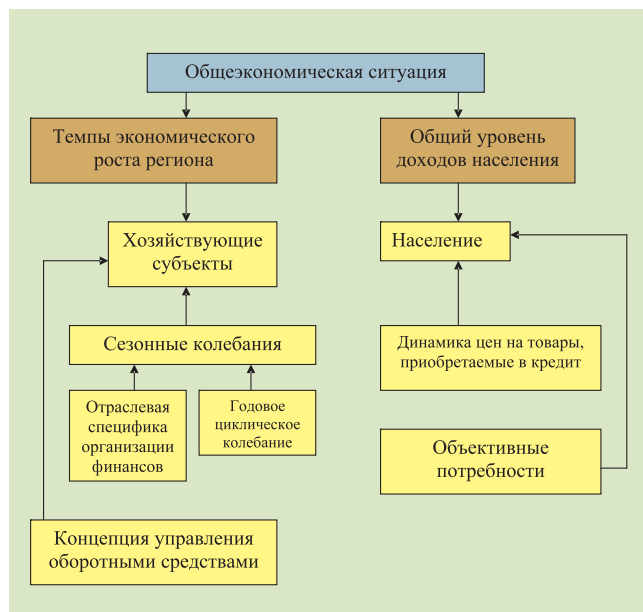 Общеэкономическая ситуация
Темпы экономического
роста региона
Общий уровень
доходов населения
Хозяйствующие
субъекты
Население
Сезонные колебания
Динамика цен на товары,
приобретаемые в кредит
Отраслевая
специфика
организации
финансов
Годовое
циклическое
колебание
Объективные
потребности
Концепция управления
оборотными средствами